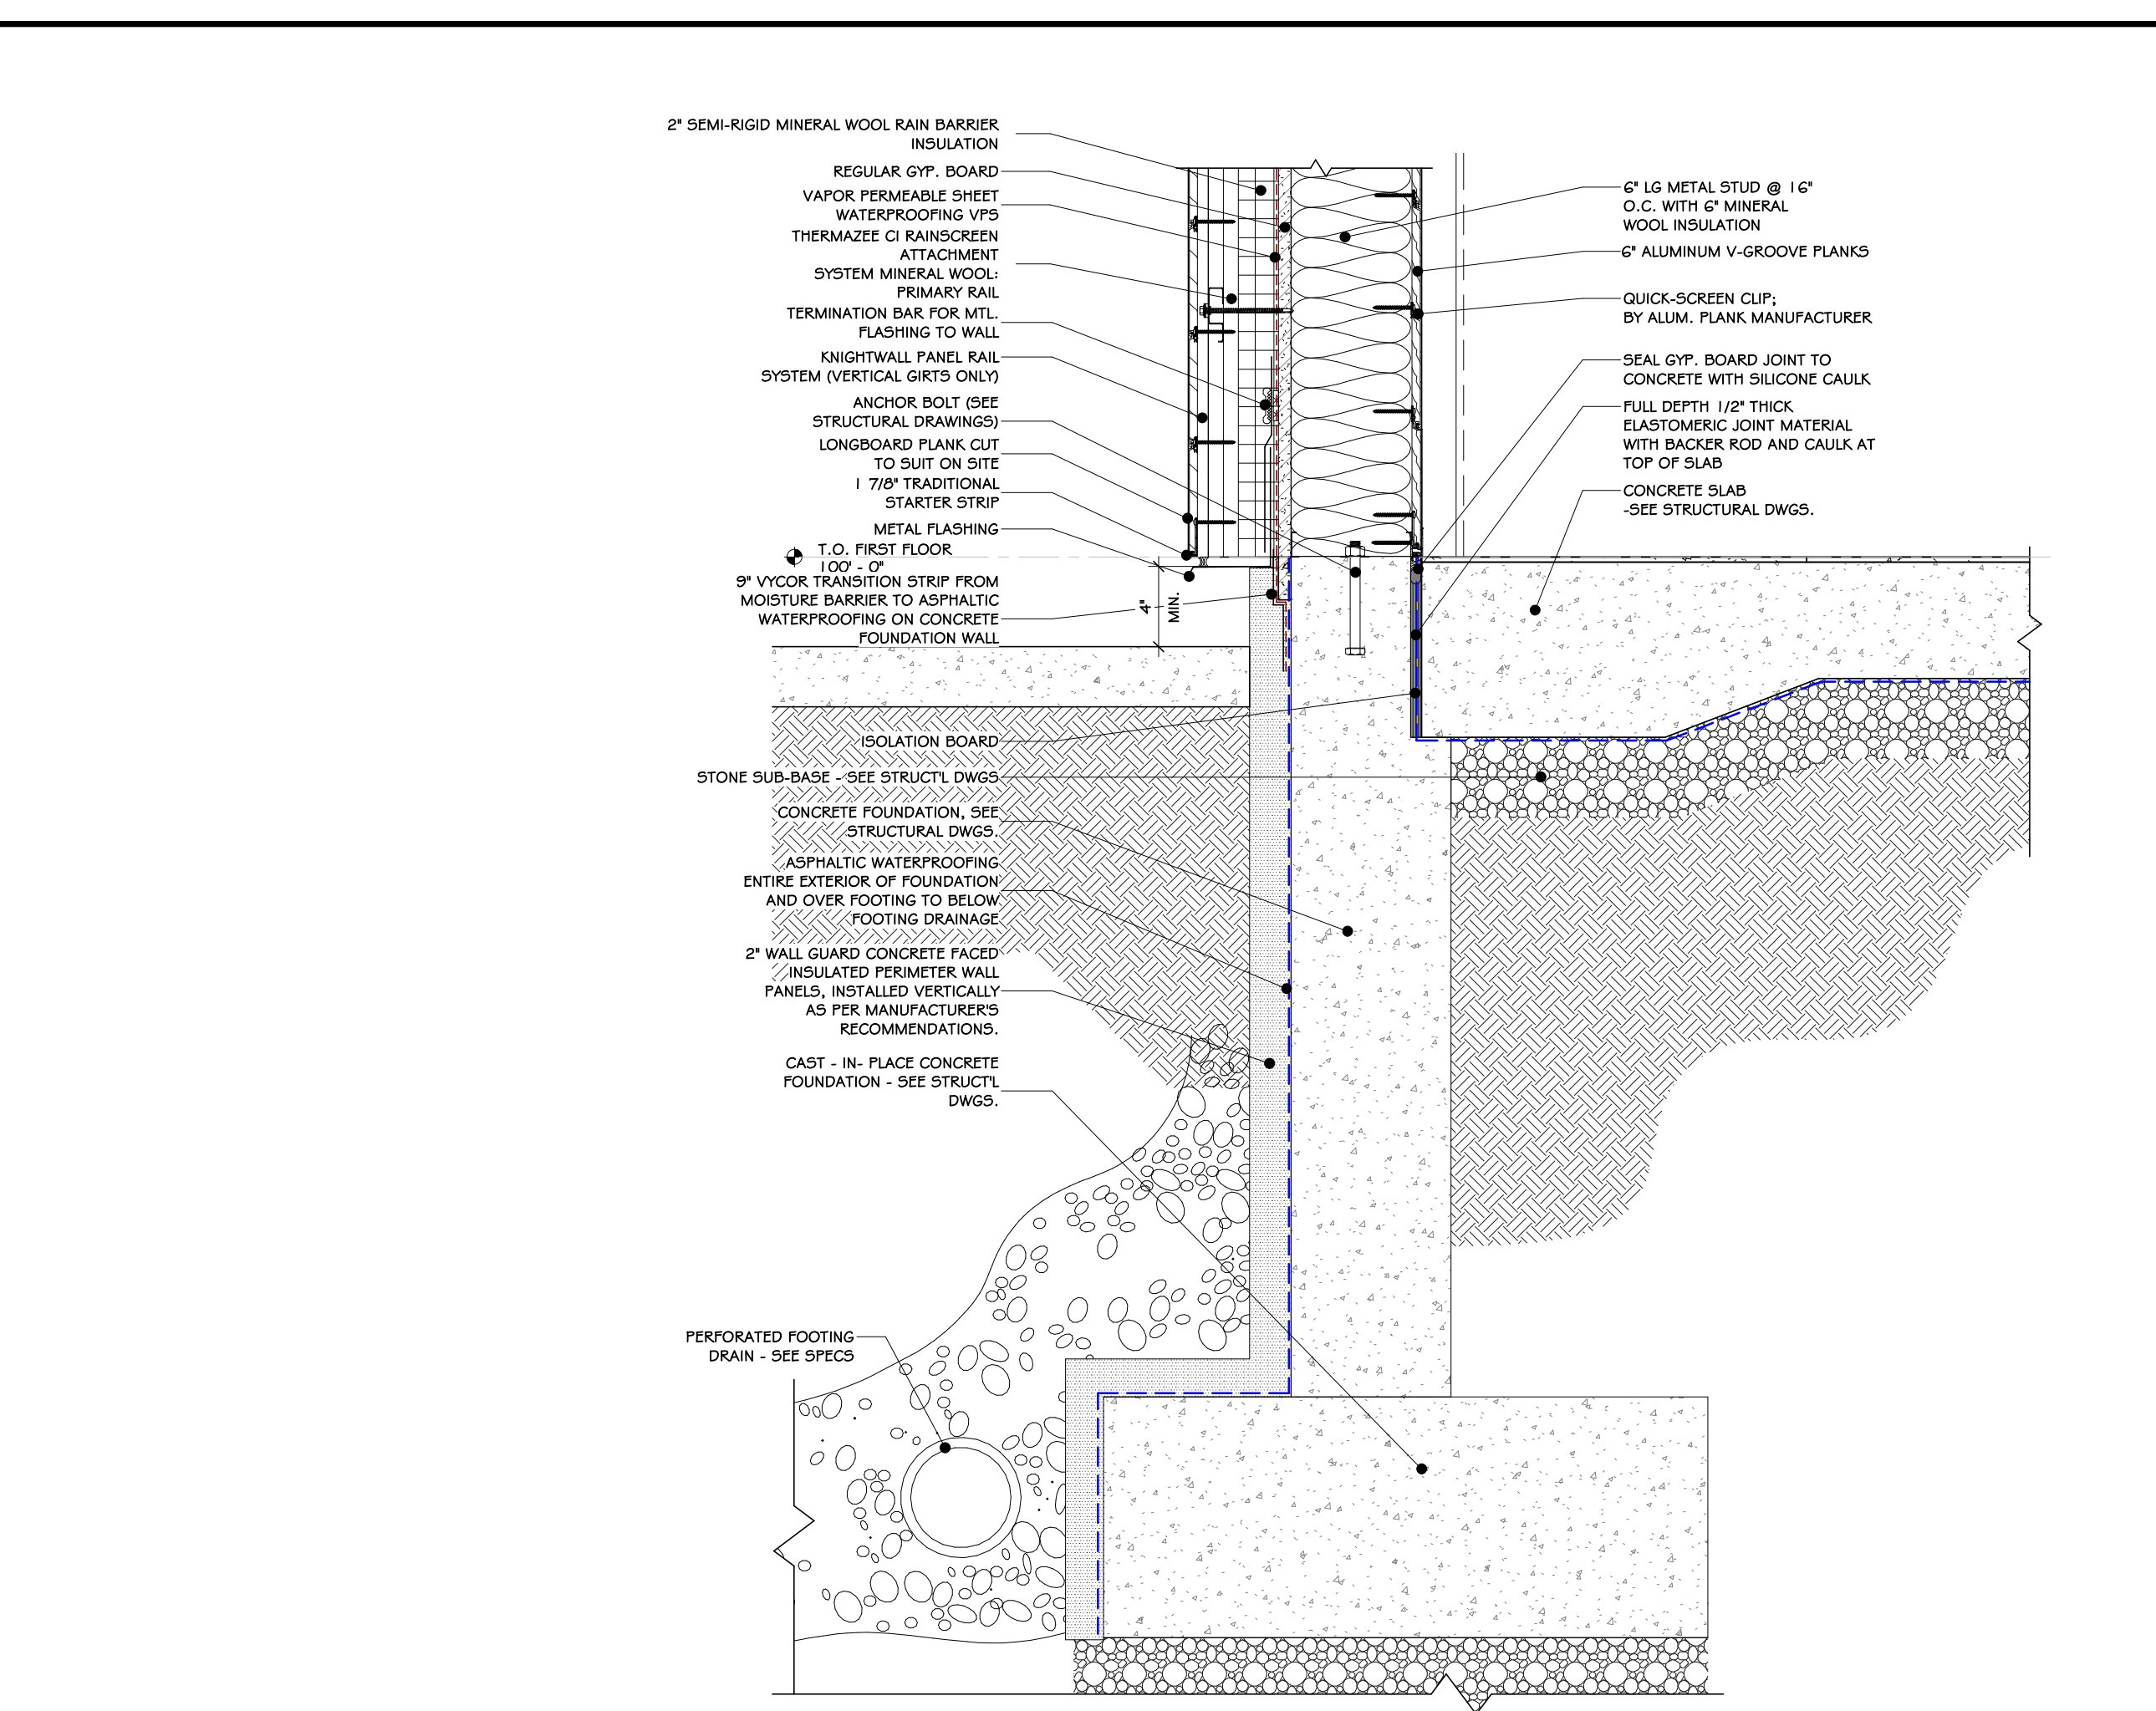 2" SEMI-RIGID MINERAL WOOL RAIN BARRIER
INSULATION
REGULAR GYP. BOARD
VAPOR PERMEABLE SHEET
WATERPROOFING VPS
THERMAZEE CI RAINSCREEN
ATTACHMENT
SYSTEM MINERAL WOOL:
PRIMARY RAIL
TERMINATION BAR FOR MTL.
FLASHING TO WALL
KNIGHTWALL PANEL RAIL
SYSTEM (VERTICAL GIRTS ONLY)
ANCHOR BOLT (SEE
STRUCTURAL DRAWINGS)
LONGBOARD PLANK CUT
TO SUIT ON SITE
1 7/8" TRADITIONAL
STARTER STRIP
METAL FLASHING
T.O. FIRST FLOOR
100' - 0"
9" VYCOR TRANSITION STRIP FROM
MOISTURE BARRIER TO ASPHALTIC
WATERPROOFING ON CONCRETE
FOUNDATION WALL
4"
MIN.
ISOLATION BOARD
STONE SUB-BASE - SEE STRUCT'L DWGS
CONCRETE FOUNDATION, SEE
STRUCTURAL DWGS.
ASPHALTIC WATERPROOFING
ENTIRE EXTERIOR OF FOUNDATION
AND OVER FOOTING TO BELOW
FOOTING DRAINAGE
2" WALL GUARD CONCRETE FACED
INSULATED PERIMETER WALL
PANELS, INSTALLED VERTICALLY
AS PER MANUFACTURER'S
RECOMMENDATIONS.
CAST - IN- PLACE CONCRETE
FOUNDATION - SEE STRUCT'L
DWGS.
PERFORATED FOOTING
DRAIN - SEE SPECS
6" LG METAL STUD @ 16"
O.C. WITH 6" MINERAL
WOOL INSULATION
6" ALUMINUM V-GROOVE PLANKS
QUICK-SCREEN CLIP;
BY ALUM. PLANK MANUFACTURER
SEAL GYP. BOARD JOINT TO
CONCRETE WITH SILICONE CAULK
FULL DEPTH 1/2" THICK
ELASTOMERIC JOINT MATERIAL
WITH BACKER ROD AND CAULK AT
TOP OF SLAB
CONCRETE SLAB
-SEE STRUCTURAL DWGS.